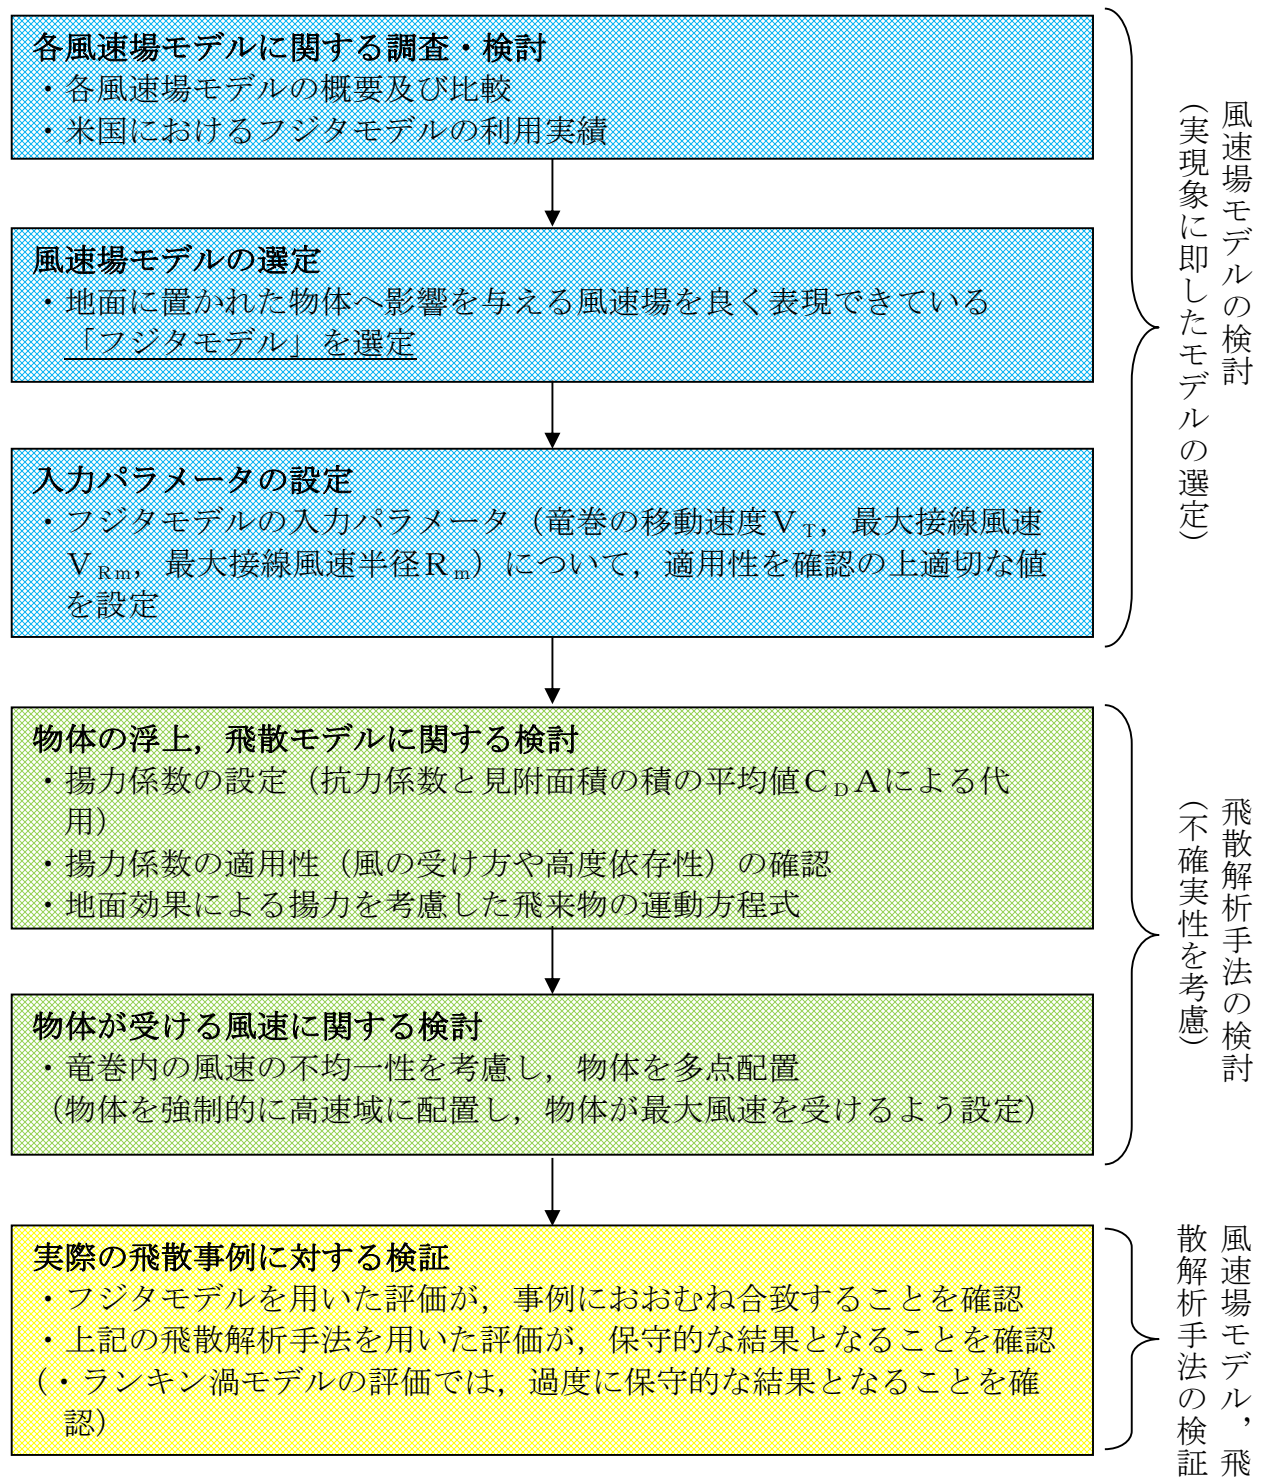 各風速場モデルに関する調査・検討
・各風速場モデルの概要及び比較
・米国におけるフジタモデルの利用実績
風速場モデルの選定
・地面に置かれた物体へ影響を与える風速場を良く表現できている
「フジタモデル」を選定
入力パラメータの設定
・フジタモデルの入力パラメータ（竜巻の移動速度ＶT，最大接線風速
ＶRm，最大接線風速半径Ｒm）について，適用性を確認の上適切な値
を設定
風速場モデルの検討
（実現象に即したモデルの選定）
物体の浮上，飛散モデルに関する検討
・揚力係数の設定（抗力係数と見附面積の積の平均値ＣDＡによる代
用）
・揚力係数の適用性（風の受け方や高度依存性）の確認
・地面効果による揚力を考慮した飛来物の運動方程式
物体が受ける風速に関する検討
・竜巻内の風速の不均一性を考慮し，物体を多点配置
（物体を強制的に高速域に配置し，物体が最大風速を受けるよう設定）
飛散解析手法の検討
（不確実性を考慮）
実際の飛散事例に対する検証
・フジタモデルを用いた評価が，事例におおむね合致することを確認
・上記の飛散解析手法を用いた評価が，保守的な結果となることを確認
（・ランキン渦モデルの評価では，過度に保守的な結果となることを確
認）
風速場モデル，飛
散解析手法の検証